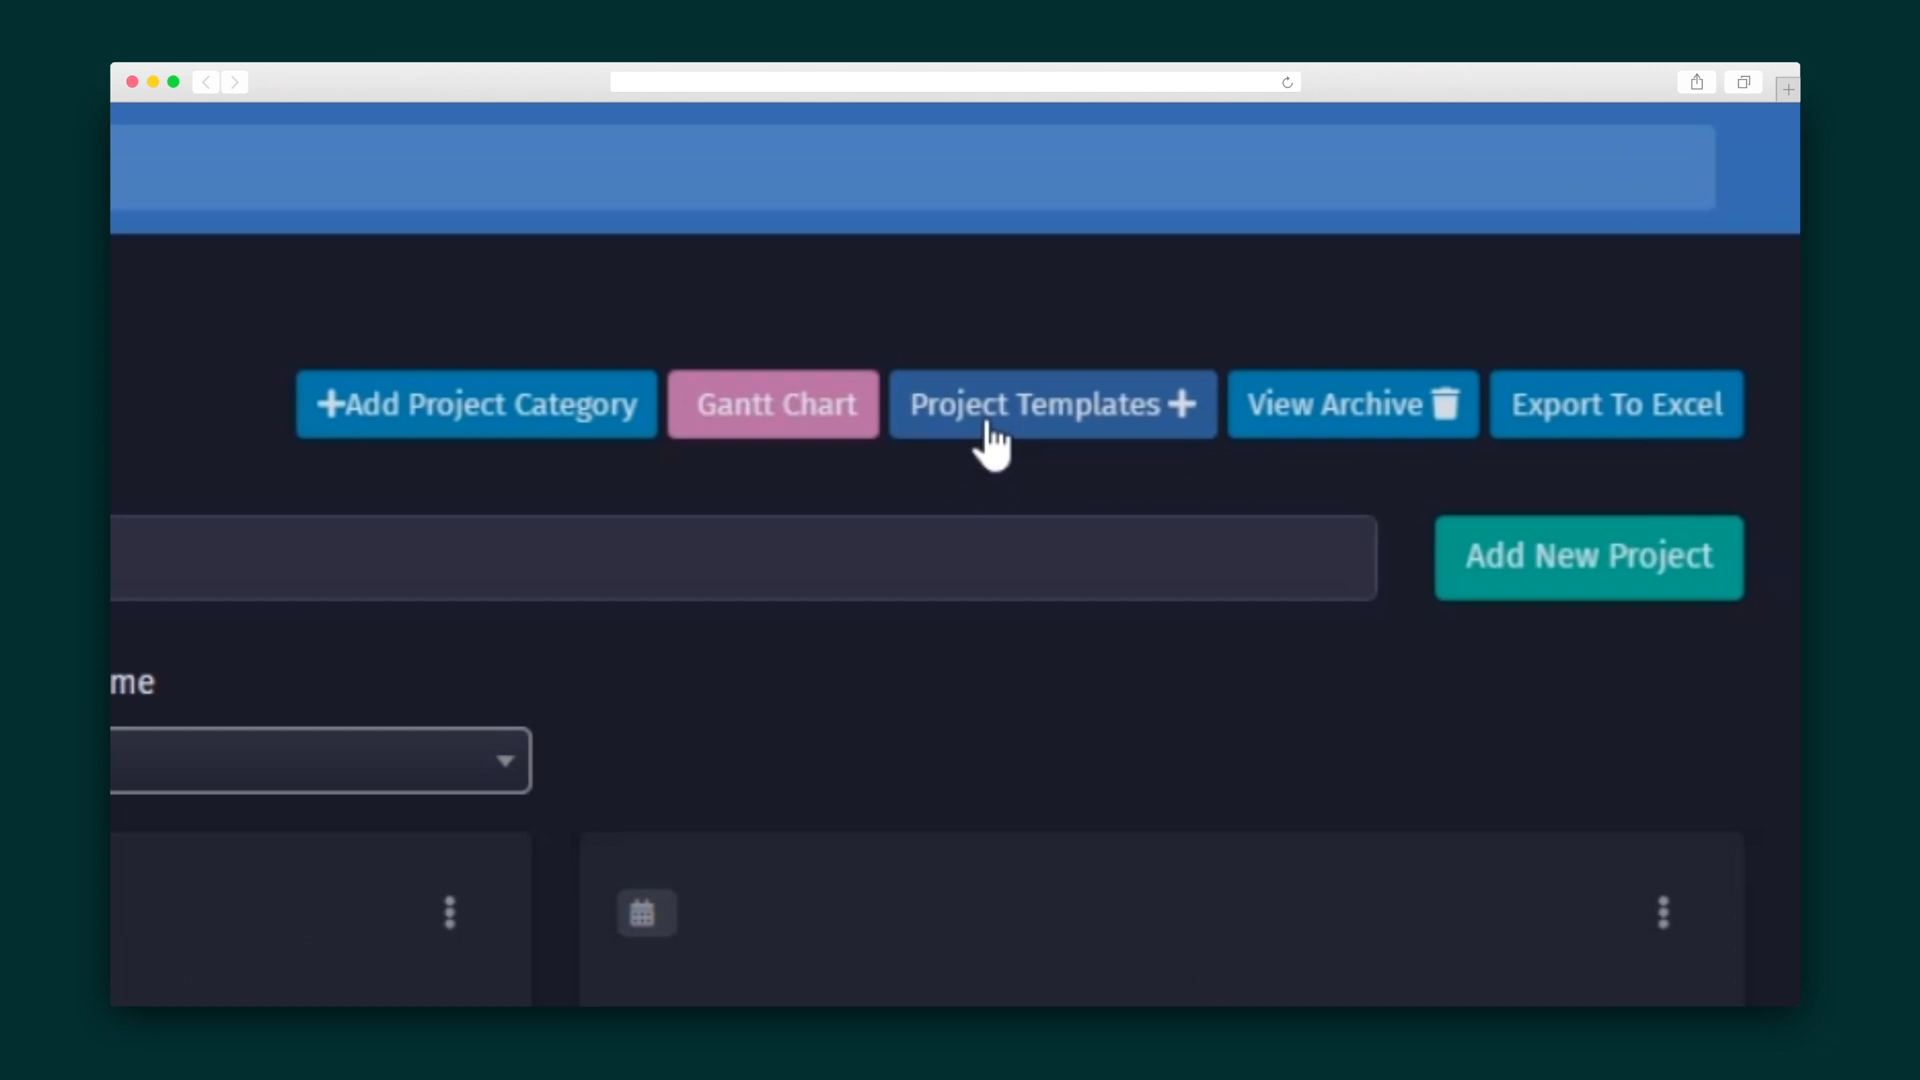 +Add Project Category
Gantt Chart
Project Templates +
View Archive
Export To Excel
Add New Project
me